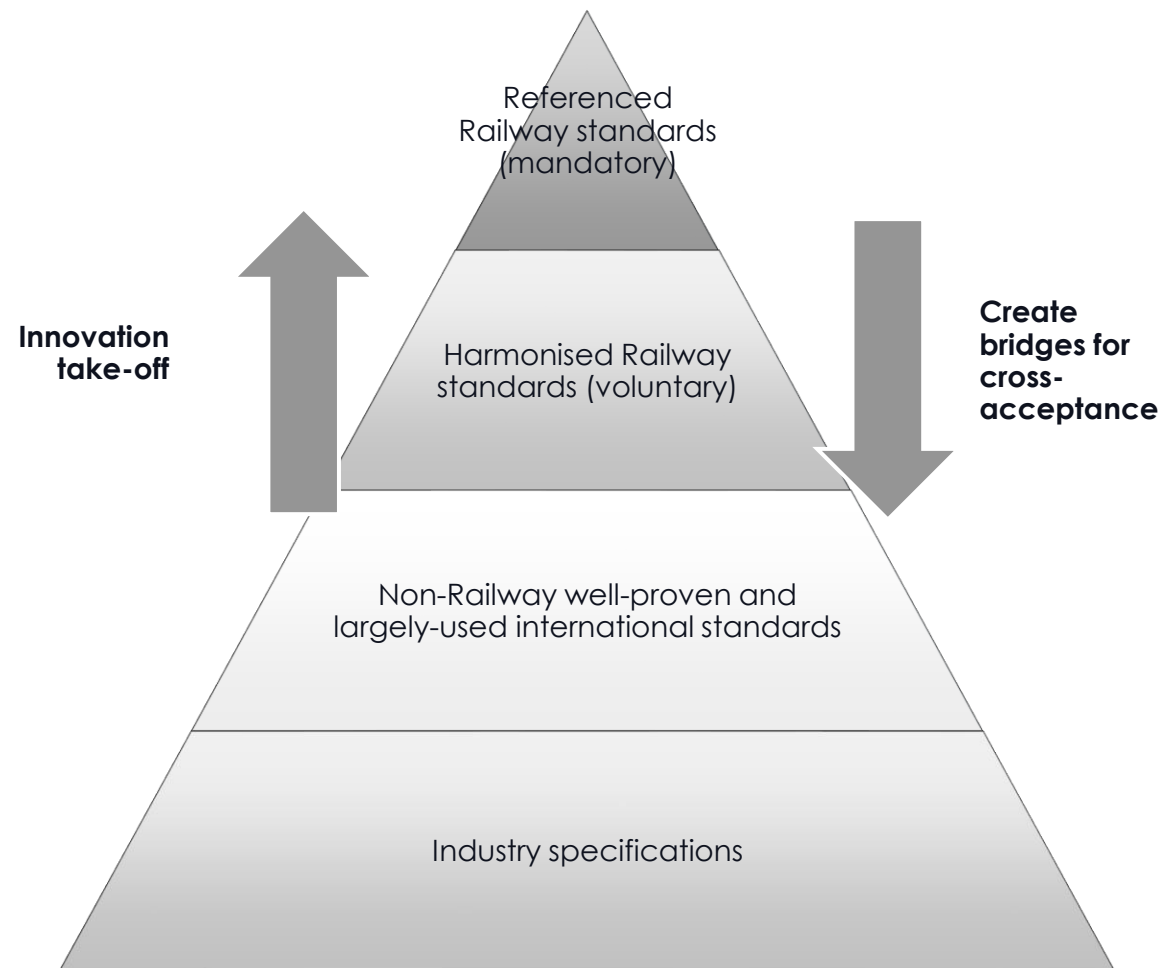 Referenced
Railway standards
(mandatory)
Innovation
take-off
Create
bridges for
cross-
acceptance
Harmonised Railway
standards (voluntary)
Non-Railway well-proven and
largely-used international standards
Industry specifications